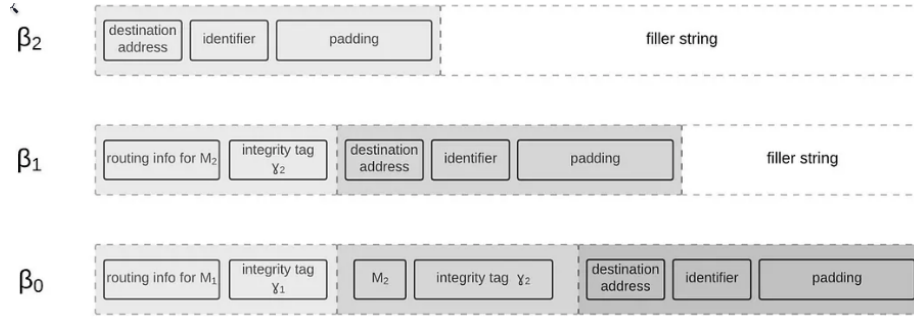 β2
destination
address
identifier
padding
filler string
β1
routing info for M2
integrity tag
γ2
destination
address
identifier
padding
filler string
β0
routing info for M1
integrity tag
γ1
M2
integrity tag γ2
destination
address
identifier
padding